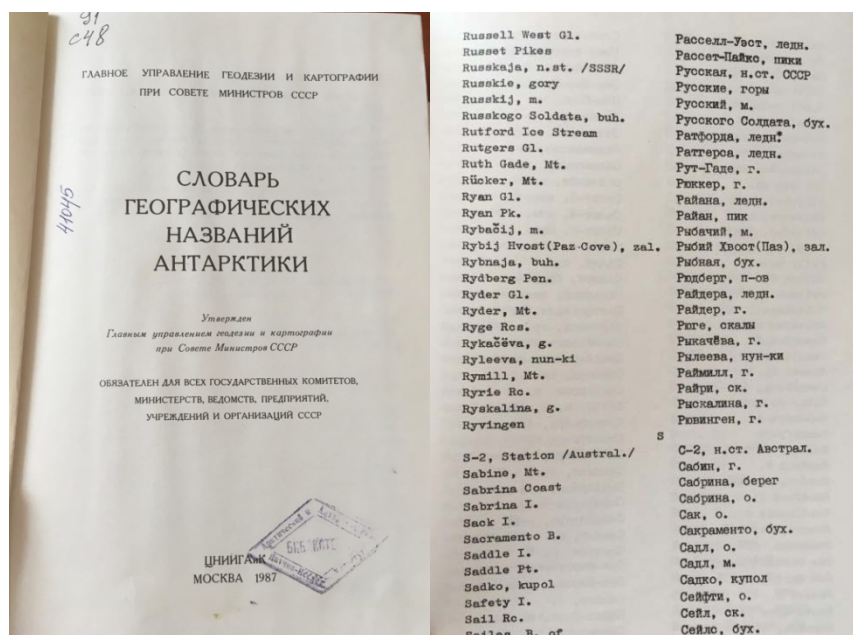 91
с48
ГЛАВНОЕ УПРАВЛЕНИЕ ГЕОДЕЗИИ И КАРТОГРАФИИ
ПРИ СОВЕТЕ МИНИСТРОВ СССР
41045
СЛОВАРЬ
ГЕОГРАФИЧЕСКИХ
НАЗВАНИЙ
АНТАРКТИКИ
Утвержден
Главным управлением геодезии и картографии
при Совете Министров СССР
ОБЯЗАТЕЛЕН ДЛЯ ВСЕХ ГОСУДАРСТВЕННЫХ КОМИТЕТОВ,
МИНИСТЕРСТВ, ВЕДОМСТВ, ПРЕДПРИЯТИЙ,
УЧРЕЖДЕНИЙ И ОРГАНИЗАЦИЙ СССР
ЦНИИГАиК
МОСКВА 1987
Russell West Gl. Расселл-Уэст, ледн.
Russet Pikes Рассет-Пайкс, пики
Russkaja, n.st. /SSSR/ Русская, н.ст. СССР
Russkie, gory Русские, горы
Russkij, m. Русский, м.
Russkogo Soldata, buh. Русского Солдата, бух.
Rutford Ice Stream Ратфорда, ледн.
Rutgers Gl. Ратгерса, ледн.
Ruth Gade, Mt. Рут-Гаде, г.
Rücker, Mt. Рюккер, г.
Ryan Gl. Райана, ледн.
Ryan Pk. Райан, пик
Rybačij, m. Рыбачий, м.
Rybij Hvost(Paz Cove), zal. Рыбий Хвост(Паз), зал.
Rybnaja, buh. Рыбная, бух.
Rydberg Pen. Рюдберг, п-ов
Ryder Gl. Райдера, ледн.
Ryder, Mt. Райдер, г.
Ryge Rcs. Рюге, скалы
Rykačëva, g. Рыкачёва, г.
Ryleeva, nun-ki Рылеева, нун-ки
Rymill, Mt. Раймилл, г.
Ryrie Rc. Райри, ск.
Ryskalina, g. Рыскалина, г.
Ryvingen Рювинген, г.
S
S-2, Station /Austral./ С-2, н.ст. Австрал.
Sabine, Mt. Сабин, г.
Sabrina Coast Сабрина, берег
Sabrina I. Сабрина, о.
Sack I. Сак, о.
Sacramento B. Сакраменто, бух.
Saddle I. Садл, о.
Saddle Pt. Садл, м.
Sadko, kupol Садко, купол
Safety I. Сейфти, о.
Sail Rc. Сейл, ск.
Sailes, B. of Сейлс, бух.